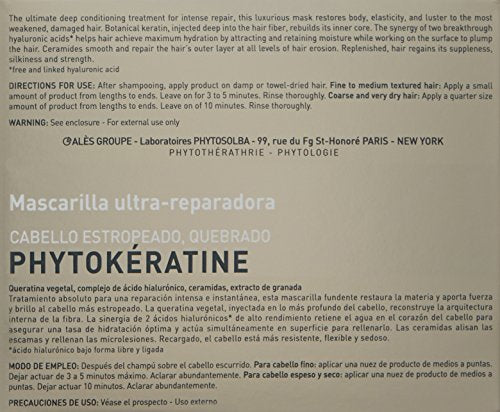 The ultimate deep conditioning treatment for intense repair, this luxurious mask restores body, elasticity, and luster to the most
weakened, damaged hair. Botanical keratin, injected deep into the hair fiber, rebuilds its inner core. The synergy of two breakthrough
hyaluronic acids* helps hair achieve maximum hydration by attracting and retaining moisture while working on the surface to plump
the hair. Ceramides smooth and repair the hair's outer layer at all levels of hair erosion. Replenished, hair regains its suppleness,
silkiness and strength.
*free and linked hyaluronic acid
DIRECTIONS FOR USE: After shampooing, apply product on damp or towel-dried hair. Fine to medium textured hair: Apply a small
amount of product from lengths to ends. Leave on for 3 to 5 minutes. Rinse thoroughly. Coarse and very dry hair: Apply a quarter size
amount of product from lengths to ends. Leave on of 10 minutes. Rinse thoroughly.
WARNING: See enclosure - For external use only
ALÈS GROUPE - Laboratoires PHYTOSOLBA - 99, rue du Fg St-Honoré PARIS - NEW YORK
PHYTOTHÉRATHRIE - PHYTOLOGIE
Mascarilla ultra-reparadora
CABELLO ESTROPEADO, QUEBRADO
PHYTOKÉRATINE
Queratina vegetal, complejo de ácido hialurónico, ceramidas, extracto de granada
Tratamiento absoluto para una reparación intensa e instantánea, esta mascarilla fundente restaura la materia y aporta fuerza
y brillo al cabello más estropeado. La queratina vegetal, inyectada en lo más profundo del cabello, reconstruye la arquitectura
interna de la fibra. La sinergia de 2 ácidos hialurónicos* de alto rendimiento retiene el agua en el corazón del cabello para
asegurar una tasa de hidratación óptima y actúa simultáneamente en superficie para rellenarlo. Las ceramidas alisan las
escamas y rellenan las microlesiones. Recargado, el cabello está más resistente, flexible y sedoso.
*ácido hialurónico bajo forma libre y ligada
MODO DE EMPLEO: Después del champú sobre el cabello escurrido. Para cabello fino: aplicar una nuez de producto de medios a
puntas. Dejar actuar de 3 a 5 minutos máximo. Aclarar abundantemente. Para cabello espeso y seco: aplicar una nuez de producto de medios a
puntas. Dejar actuar 10 minutos. Aclarar abundantemente.
PRECAUCIONES DE USO: Véase el prospecto - Uso externo